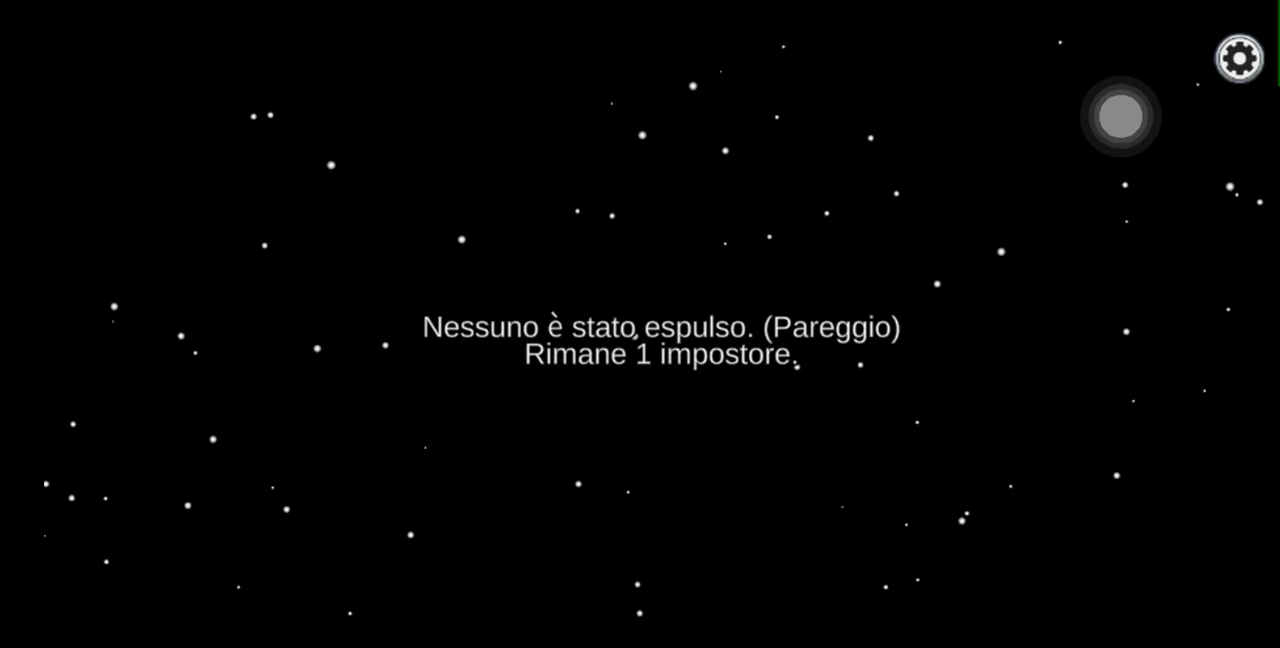 Nessuno è stato espulso. (Pareggio)
Rimane 1 impostore.